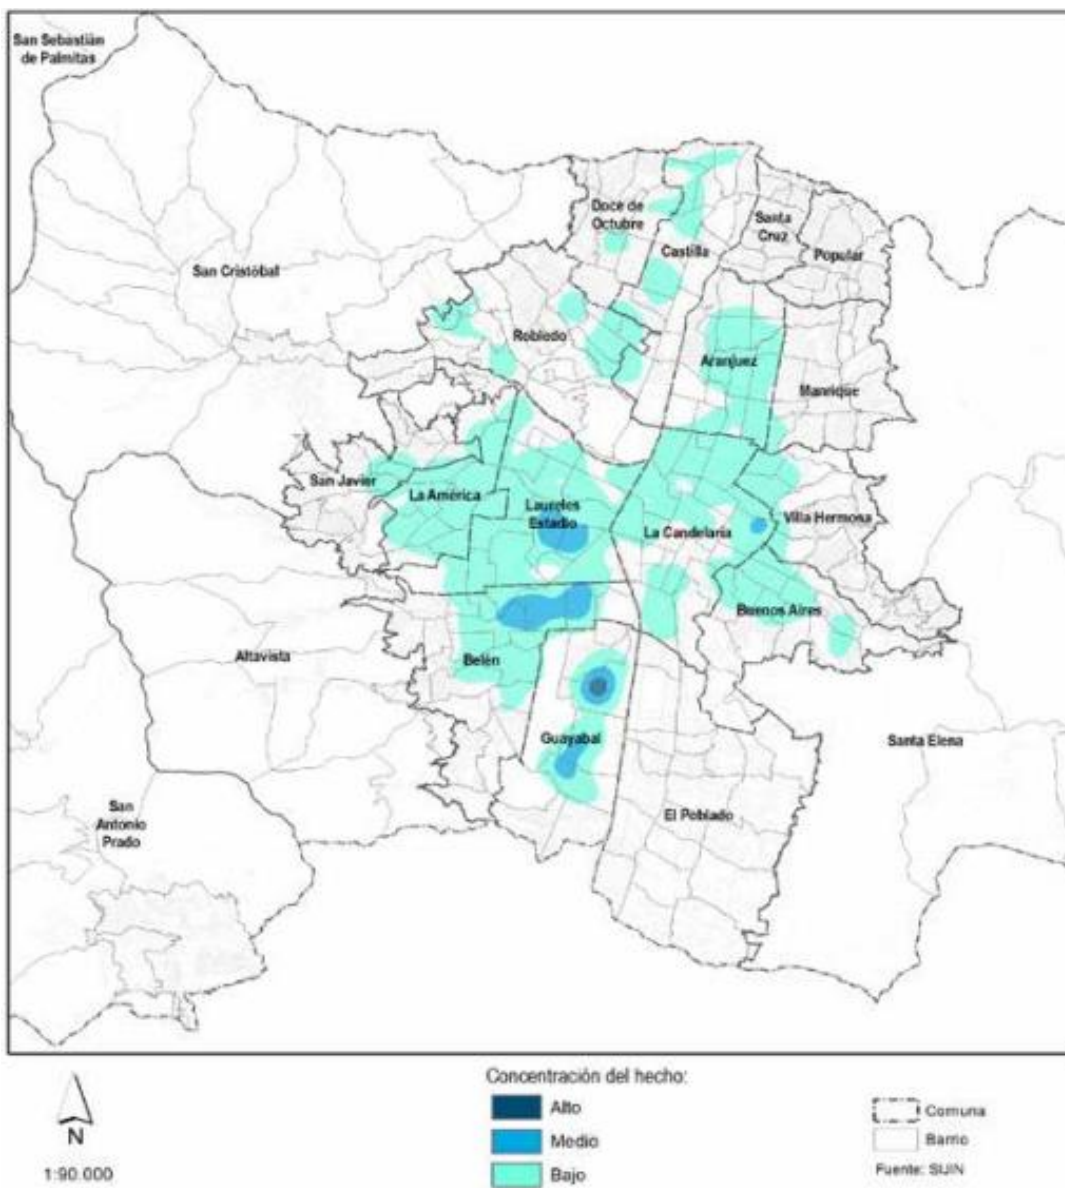 San Sebastián
de Palmitas
Doce de
Octubre
Santa
Cruz
Castilla
Popular
San Cristóbal
Robledo
Aranjuez
Manrique
San Javier
La América
Laureles
Estadio
La Candelaria
Villa Hermosa
Buenos Aires
Altavista
Belén
Guayabal
Santa Elena
San
Antonio
Prado
El Poblado
N
1:90.000
Concentración del hecho:
Alto
Medio
Bajo
Comuna
Barrio
Fuente: SIJIN